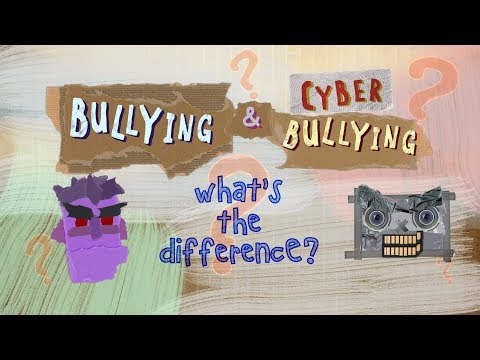 BULLYING & CYBER BULLYING
what's
the
difference?
?
?
?
?
?